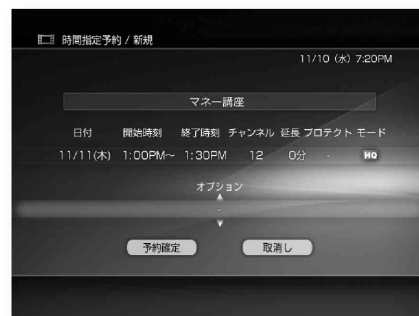 時間指定予約 / 新規
11/10 (水) 7:20PM
マネー講座
日付 開始時刻 終了時刻 チャンネル 延長 プロテクト モード
11/11(木) 1:00PM~ 1:30PM 12 0分 - HQ
オプション
-
予約確定 取消し